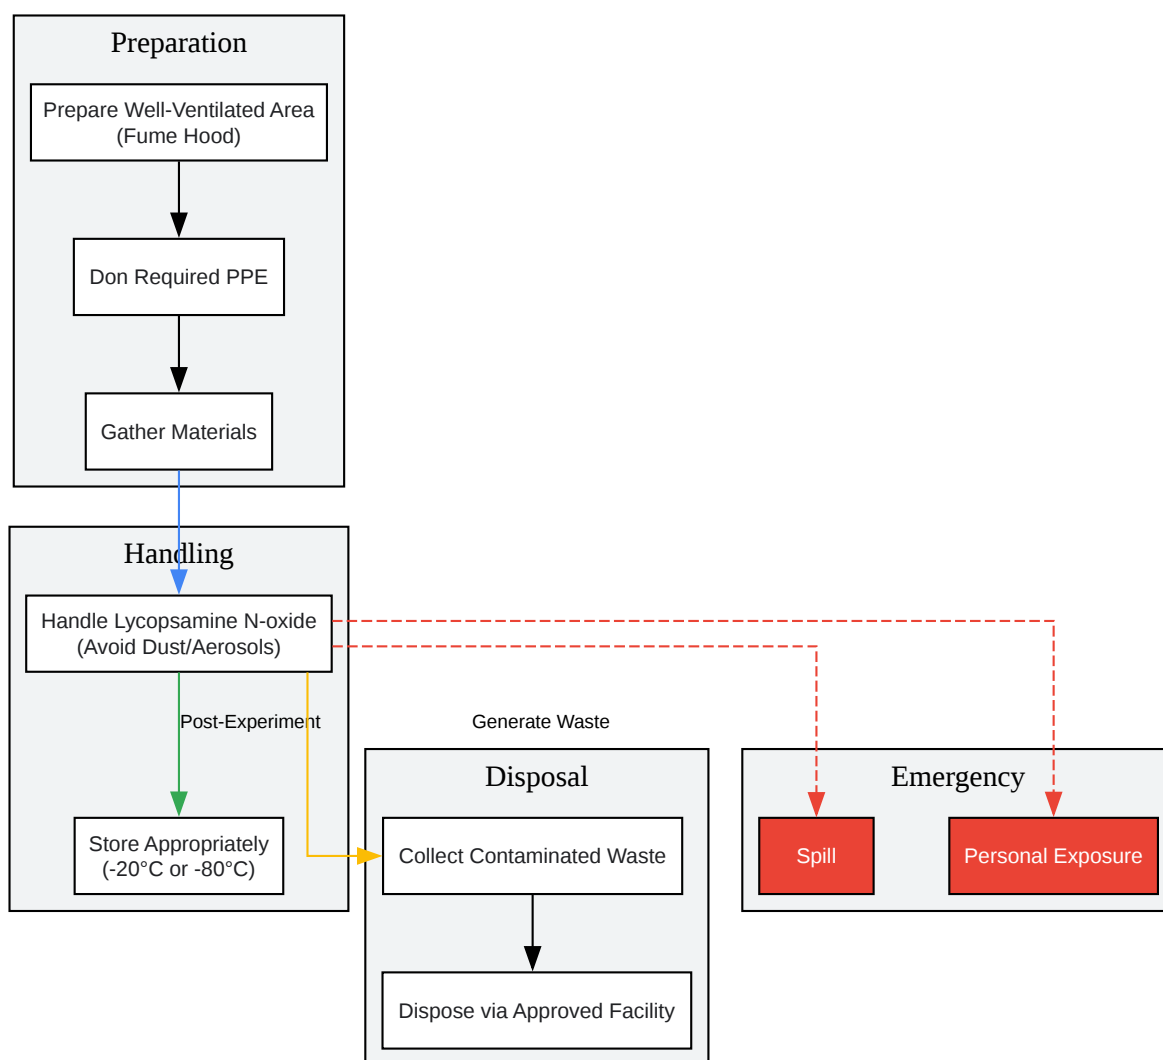 Preparation
Prepare Well-Ventilated Area
(Fume Hood)
Don Required PPE
Gather Materials
Handling
Handle Lycopsamine N-oxide
(Avoid Dust/Aerosols)
Post-Experiment
Store Appropriately
(-20°C or -80°C)
Generate Waste
Disposal
Collect Contaminated Waste
Dispose via Approved Facility
Emergency
Spill
Personal Exposure